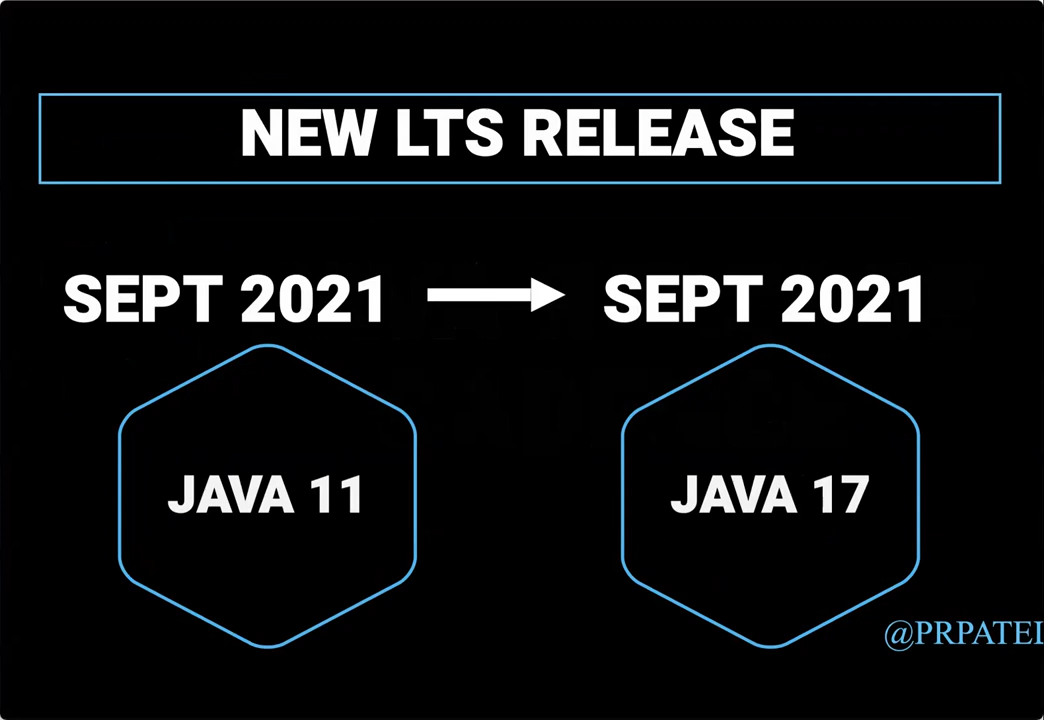 NEW LTS RELEASE
SEPT 2021
SEPT 2021
JAVA 11
JAVA 17
@PRPATEL